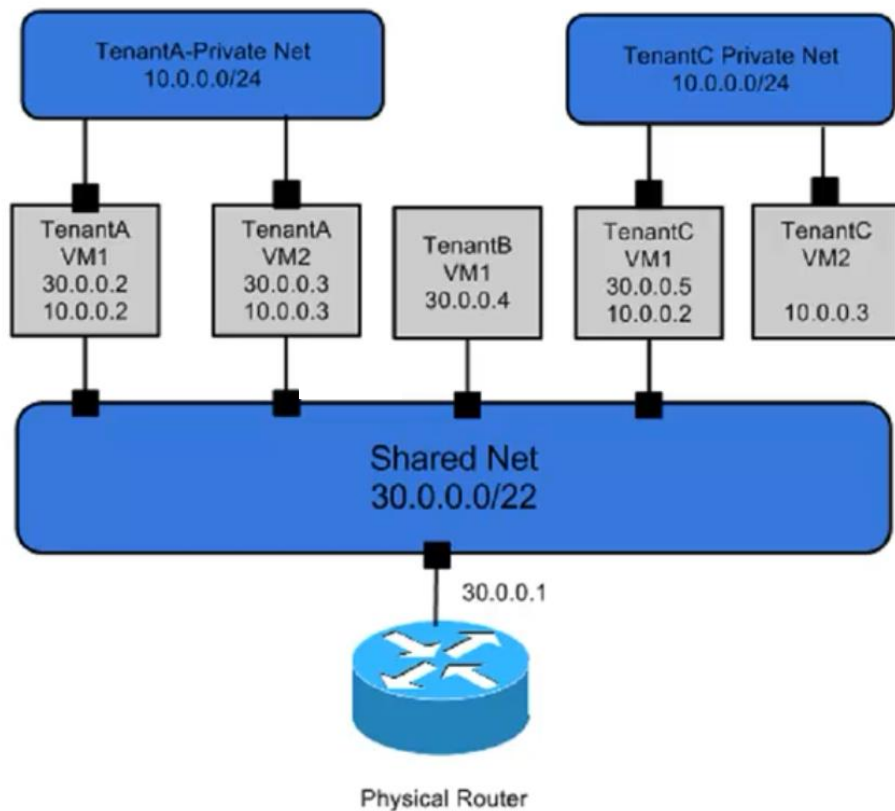 TenantA-Private Net
10.0.0.0/24
TenantC Private Net
10.0.0.0/24
TenantA
VM1
30.0.0.2
10.0.0.2
TenantA
VM2
30.0.0.3
10.0.0.3
TenantB
VM1
30.0.0.4
TenantC
VM1
30.0.0.5
10.0.0.2
TenantC
VM2
10.0.0.3
Shared Net
30.0.0.0/22
30.0.0.1
Physical Router